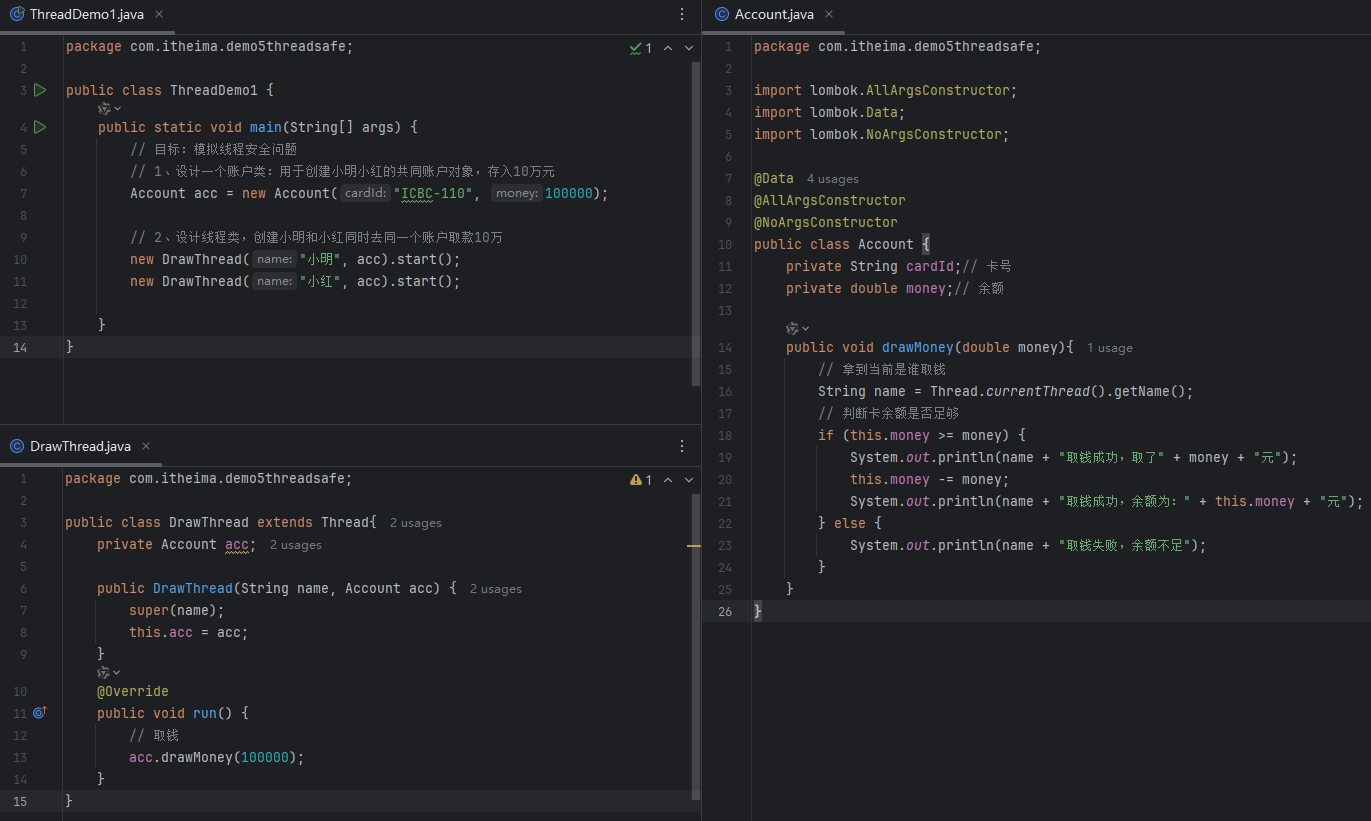 ThreadDemo1.java
1 package com.itheima.demo5threadsafe;
1
2
3 public class ThreadDemo1 {
4 public static void main(String[] args) {
5 // 目标：模拟线程安全问题
6 // 1、设计一个账户类：用于创建小明小红的共同账户对象，存入10万元
7 Account acc = new Account( cardId: "ICBC-110", money: 100000);
8
9 // 2、设计线程类，创建小明和小红同时去同一个账户取款10万
10 new DrawThread( name: "小明", acc).start();
11 new DrawThread( name: "小红", acc).start();
12
13 }
14 }
DrawThread.java
1 package com.itheima.demo5threadsafe;
1
2
3 public class DrawThread extends Thread{ 2 usages
4 private Account acc; 2 usages
5
6 public DrawThread(String name, Account acc) { 2 usages
7 super(name);
8 this.acc = acc;
9 }
10 @Override
11 public void run() {
12 // 取钱
13 acc.drawMoney(100000);
14 }
15 }
Account.java
1 package com.itheima.demo5threadsafe;
2
3 import lombok.AllArgsConstructor;
4 import lombok.Data;
5 import lombok.NoArgsConstructor;
6
7 @Data 4 usages
8 @AllArgsConstructor
9 @NoArgsConstructor
10 public class Account {
11 private String cardId;// 卡号
12 private double money;// 余额
13
14 public void drawMoney(double money){ 1 usage
15 // 拿到当前是谁取钱
16 String name = Thread.currentThread().getName();
17 // 判断卡余额是否足够
18 if (this.money >= money) {
19 System.out.println(name + "取钱成功，取了" + money + "元");
20 this.money -= money;
21 System.out.println(name + "取钱成功，余额为：" + this.money + "元");
22 } else {
23 System.out.println(name + "取钱失败，余额不足");
24 }
25 }
26 }